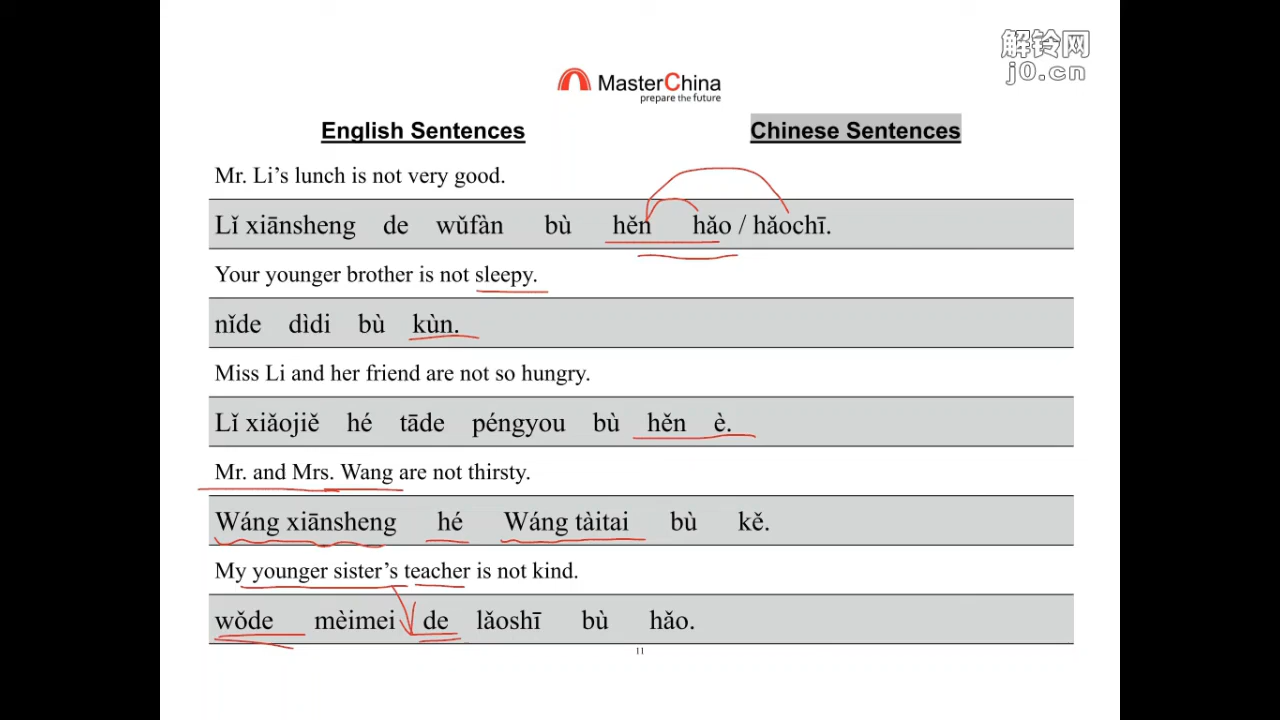 解铃网
j0.cn
MasterChina
prepare the future
English Sentences
Chinese Sentences
Mr. Li’s lunch is not very good.
Lǐ xiānsheng de wǔfàn bù hěn hǎo / hǎochī.
Your younger brother is not sleepy.
nǐde dìdi bù kùn.
Miss Li and her friend are not so hungry.
Lǐ xiǎojiě hé tāde péngyou bù hěn è.
Mr. and Mrs. Wang are not thirsty.
Wáng xiānsheng hé Wáng tàitai bù kě.
My younger sister’s teacher is not kind.
wǒde mèimei de lǎoshī bù hǎo.
11